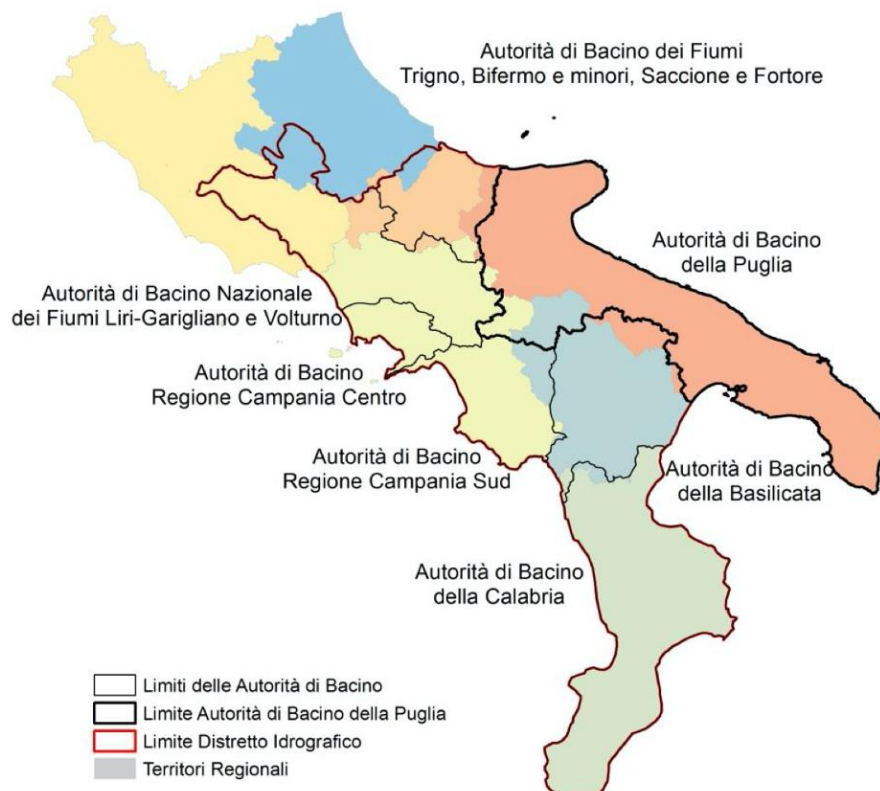 Autorità di Bacino dei Fiumi
Trigno, Bifermo e minori, Saccione e Fortore
Autorità di Bacino
della Puglia
Autorità di Bacino Nazionale
dei Fiumi Liri-Garigliano e Volturno
Autorità di Bacino
Regione Campania Centro
Autorità di Bacino
Regione Campania Sud
Autorità di Bacino
della Basilicata
Autorità di Bacino
della Calabria
Limiti delle Autorità di Bacino
Limite Autorità di Bacino della Puglia
Limite Distretto Idrografico
Territori Regionali